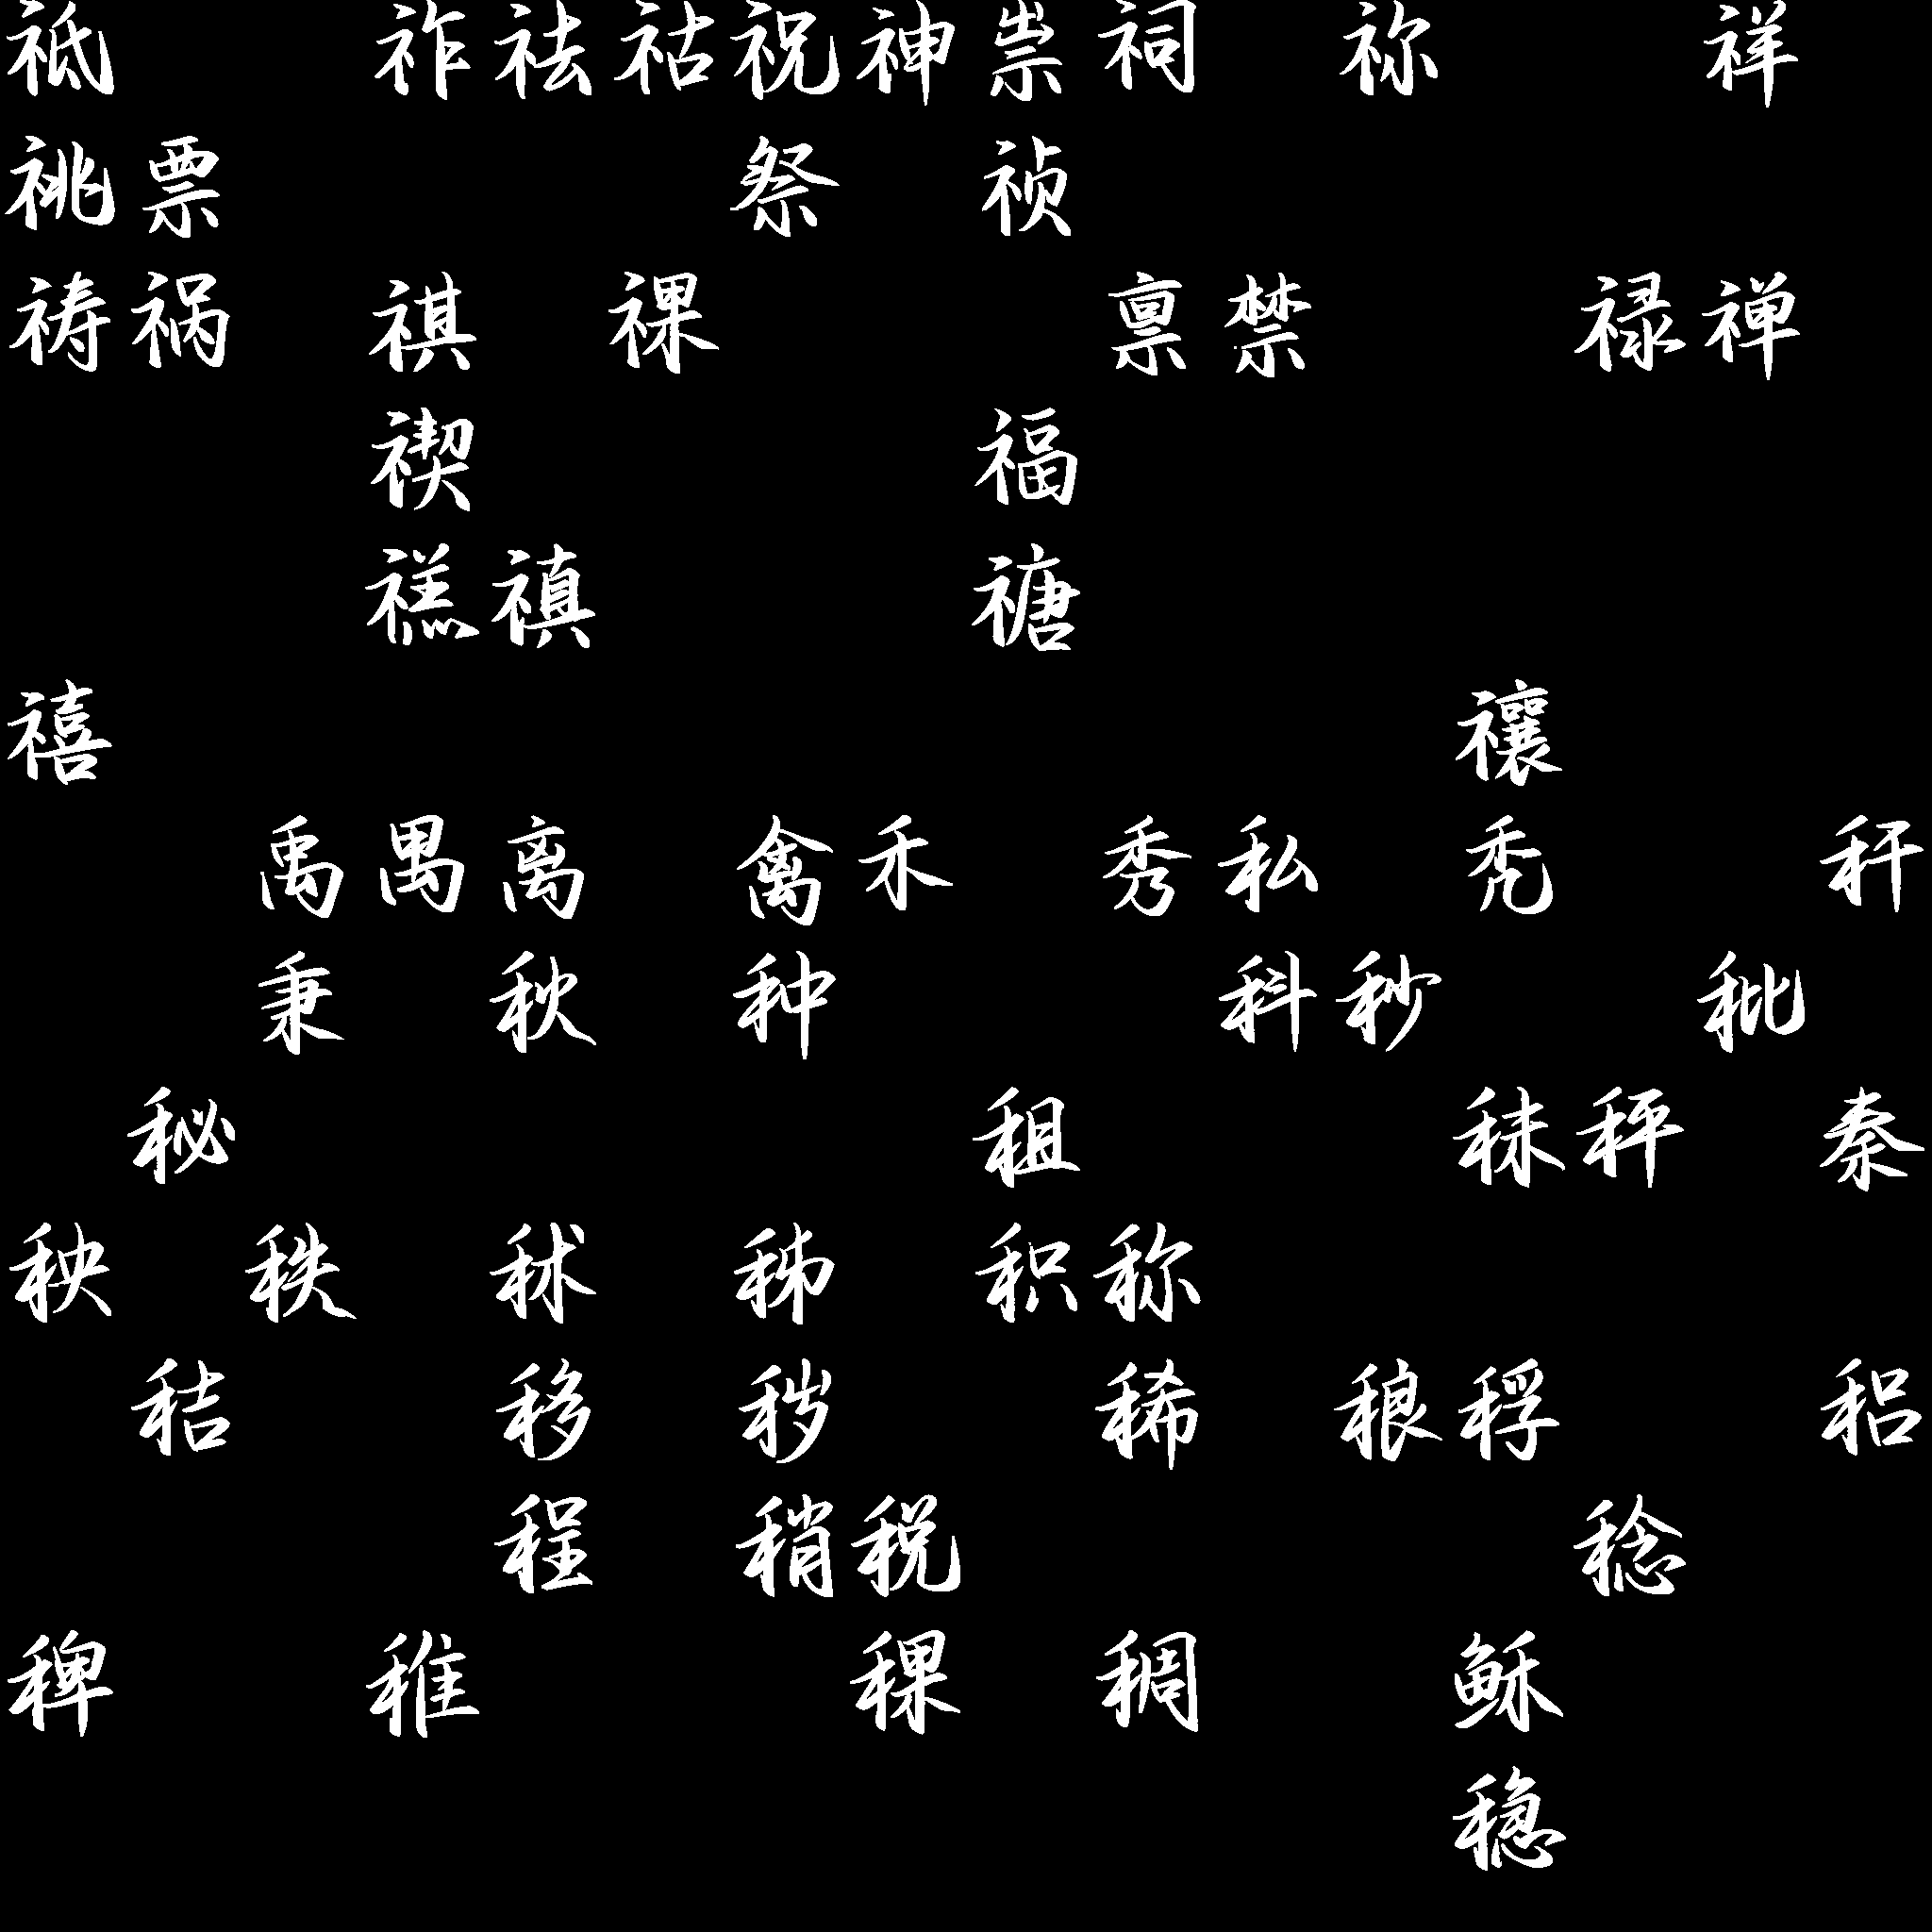 祗祚祛祜祝神祟祠祢祥
祧票祭祯
祷祸祺祼禀禁禄禅
禊福
禚禛禟
禧禳
禹禺离禽禾秀私秃秆
秉秋种科秒秕
秘租秣秤秦
秧秩秫秭积称
秸移秽稀稂稃稆
程稍税稔
稗稚稞稠稣
稳